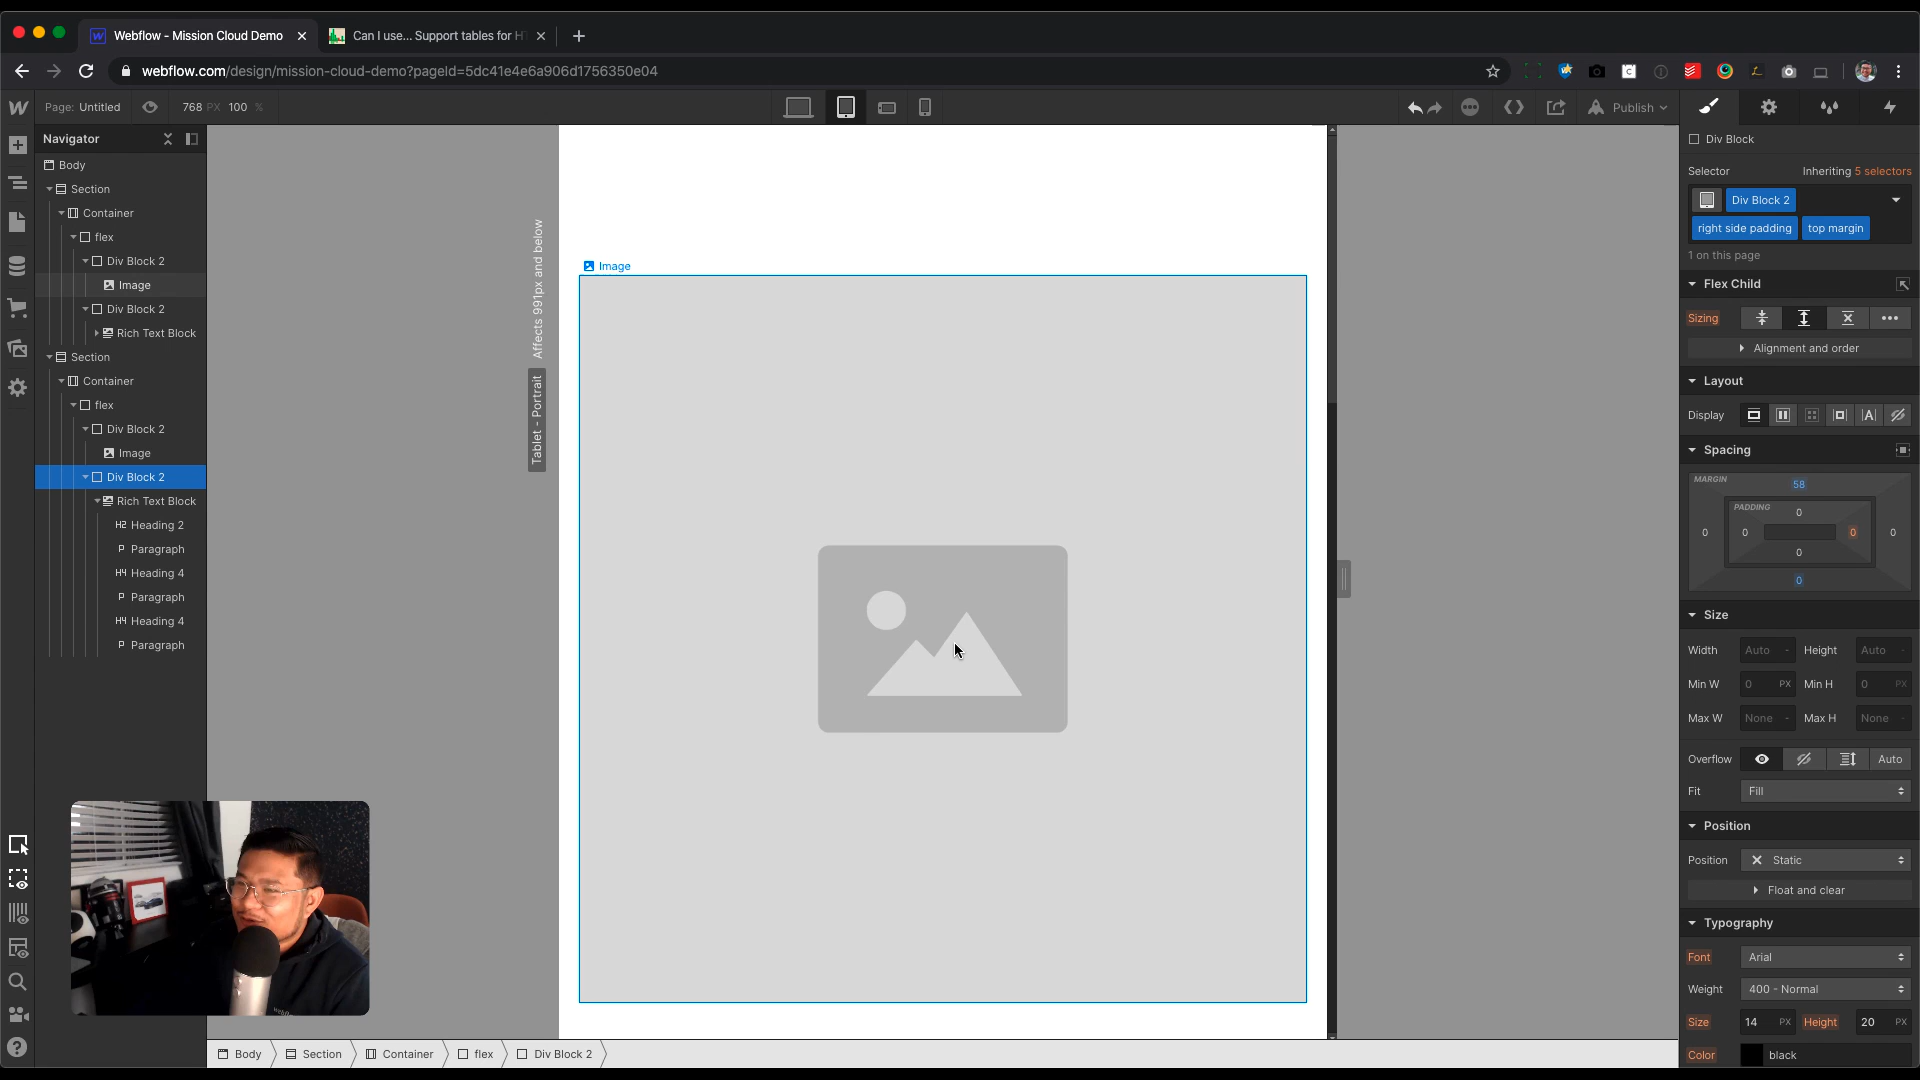 Webflow - Mission Cloud Demo
Can I use... Support tables for H
webflow.com/design/mission-cloud-demo?pageId=5dc41e4e6a906d1756350e04
Page: Untitled
768 PX 100 %
Publish
Navigator
Body
Section
Container
flex
Div Block 2
Image
Div Block 2
Rich Text Block
Section
Container
flex
Div Block 2
Image
Div Block 2
Rich Text Block
H2 Heading 2
P Paragraph
H4 Heading 4
P Paragraph
H4 Heading 4
P Paragraph
Affects 991px and below
Tablet - Portrait
Image
Div Block
Selector
Inheriting 5 selectors
Div Block 2
right side padding
top margin
1 on this page
Flex Child
Sizing
Alignment and order
Layout
Display
Spacing
MARGIN
58
PADDING
0
0 0 0 0
0
0
Size
Width Auto - Height Auto -
Min W 0 PX Min H 0 PX
Max W None - Max H None -
Overflow Auto
Fit Fill
Position
Position Static
Float and clear
Typography
Font Arial
Weight 400 - Normal
Size 14 PX Height 20 PX
Color black
Body
Section
Container
flex
Div Block 2